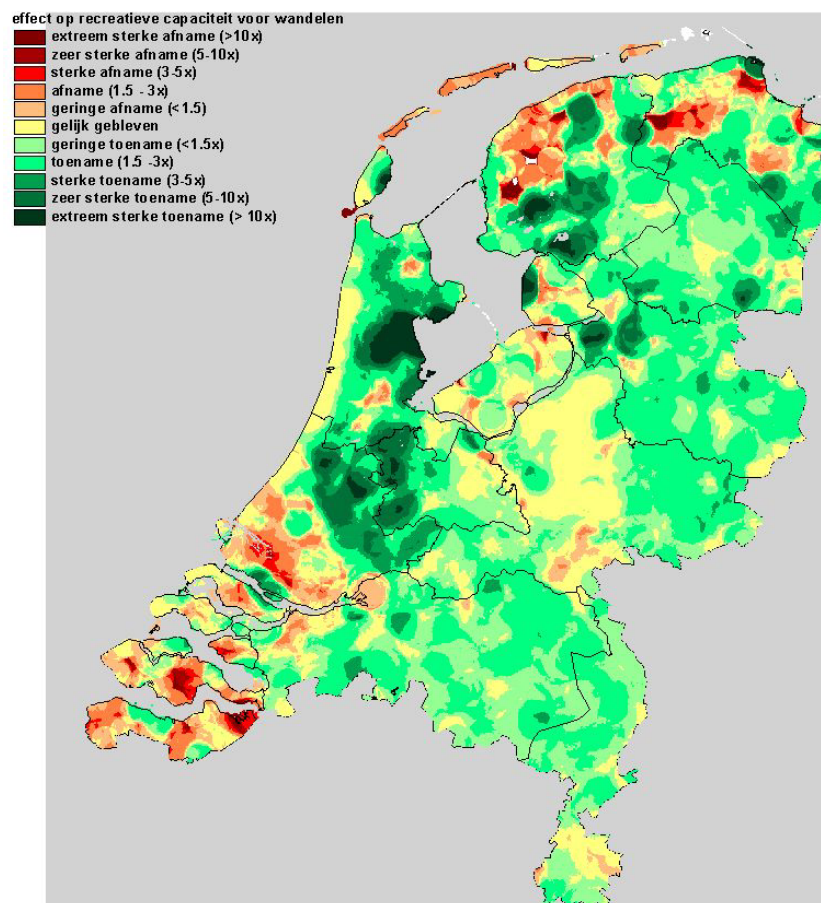 effect op recreatieve capaciteit voor wandelen
extreem sterke afname (>10x)
zeer sterke afname (5-10x)
sterke afname (3-5x)
afname (1.5 - 3x)
geringe afname (<1.5)
gelijk gebleven
geringe toename (<1.5x)
toename (1.5 -3x)
sterke toename (3-5x)
zeer sterke toename (5-10x)
extreem sterke toename (> 10x)